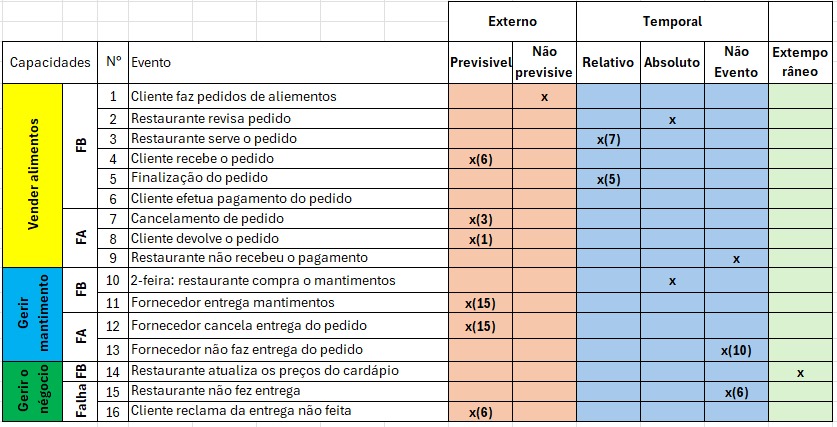 Externo Temporal
Capacidades Nº Evento Previsivel Não previsive Relativo Absoluto Não Evento Extempo râneo
Vender alimentos
FB
1 Cliente faz pedidos de aliementos x
2 Restaurante revisa pedido x
3 Restaurante serve o pedido x(7)
4 Cliente recebe o pedido x(6)
5 Finalização do pedido x(5)
6 Cliente efetua pagamento do pedido
FA
7 Cancelamento de pedido x(3)
8 Cliente devolve o pedido x(1)
9 Restaurante não recebeu o pagamento x
Gerir mantimento
FB
10 2-feira: restaurante compra o mantimentos x
11 Fornecedor entrega mantimentos x(15)
FA
12 Fornecedor cancela entrega do pedido x(15)
13 Fornecedor não faz entrega do pedido x(10)
Gerir o négocio
FB
14 Restaurante atualiza os preços do cardápio x
Falha
15 Restaurante não fez entrega x(6)
16 Cliente reclama da entrega não feita x(6)